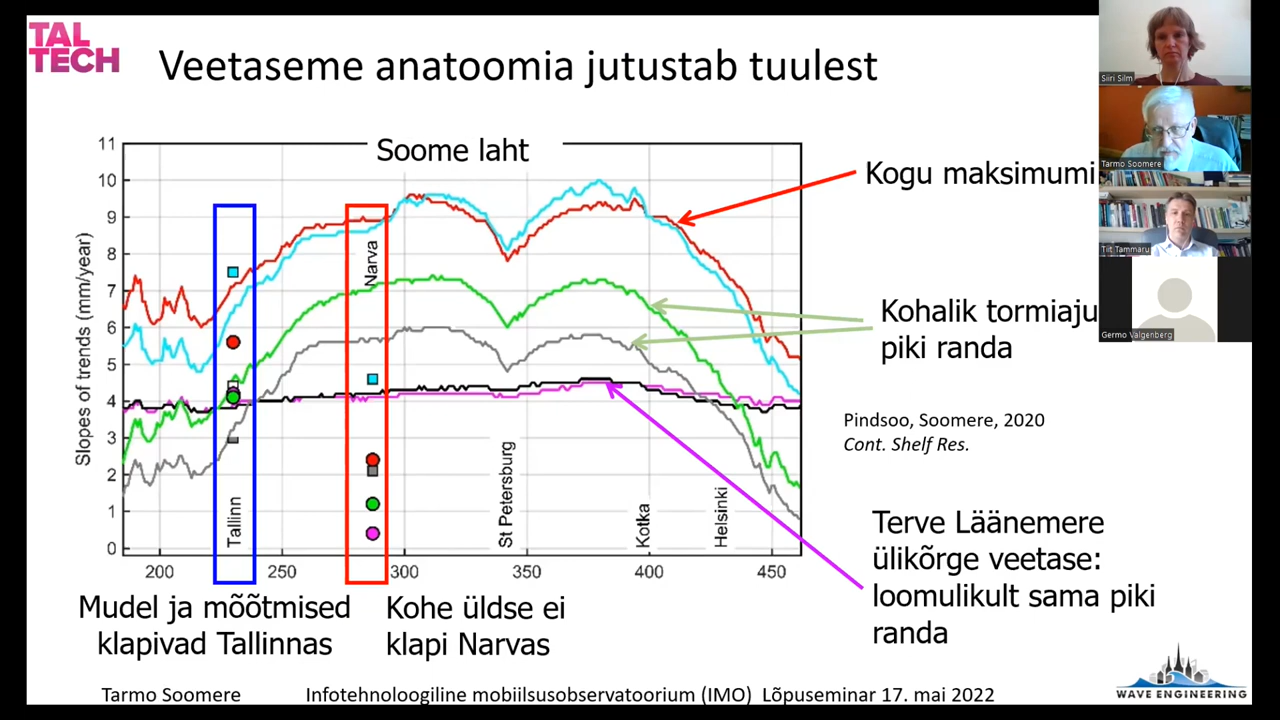 TAL
TECH
Veetaseme anatoomia jutustab tuulest
Siiri Silm
Tarmo Soomere
Tiit Tammaru
Germo Valgenberg
Soome laht
Kogu maksimumi
Kohalik tormiaju
piki randa
Pindsoo, Soomere, 2020
Cont. Shelf Res.
Terve Läänemere
ülikõrge veetase:
loomulikult sama piki
randa
Slopes of trends (mm/year)
11
10
9
8
7
6
5
4
3
2
1
0
Tallinn
Narva
St Petersburg
Kotka
Helsinki
200
250
300
350
400
450
Mudel ja mõõtmised
klapivad Tallinnas
Kohe üldse ei
klapi Narvas
Tarmo Soomere
Infotehnoloogiline mobiilsusobservatoorium (IMO) Lõpuseminar 17. mai 2022
WAVE ENGINEERING